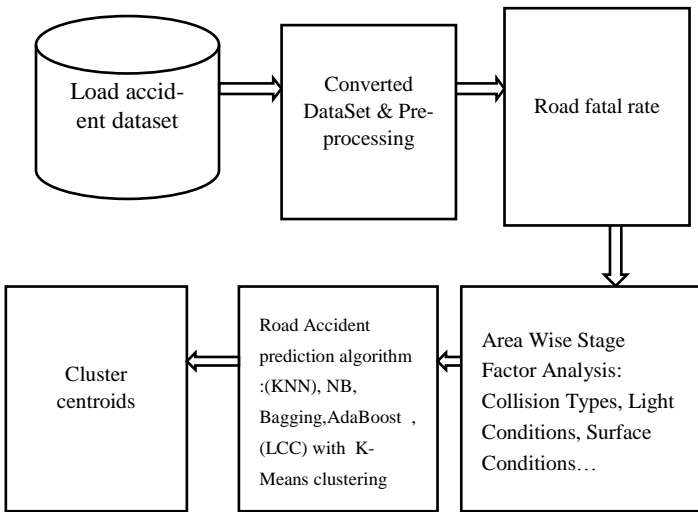 Load accid-
ent dataset
Converted
DataSet & Pre-
processing
Road fatal rate
Area Wise Stage
Factor Analysis:
Collision Types, Light
Conditions, Surface
Conditions…
Road Accident
prediction algorithm
:(KNN), NB,
Bagging,AdaBoost ,
(LCC) with K-
Means clustering
Cluster
centroids